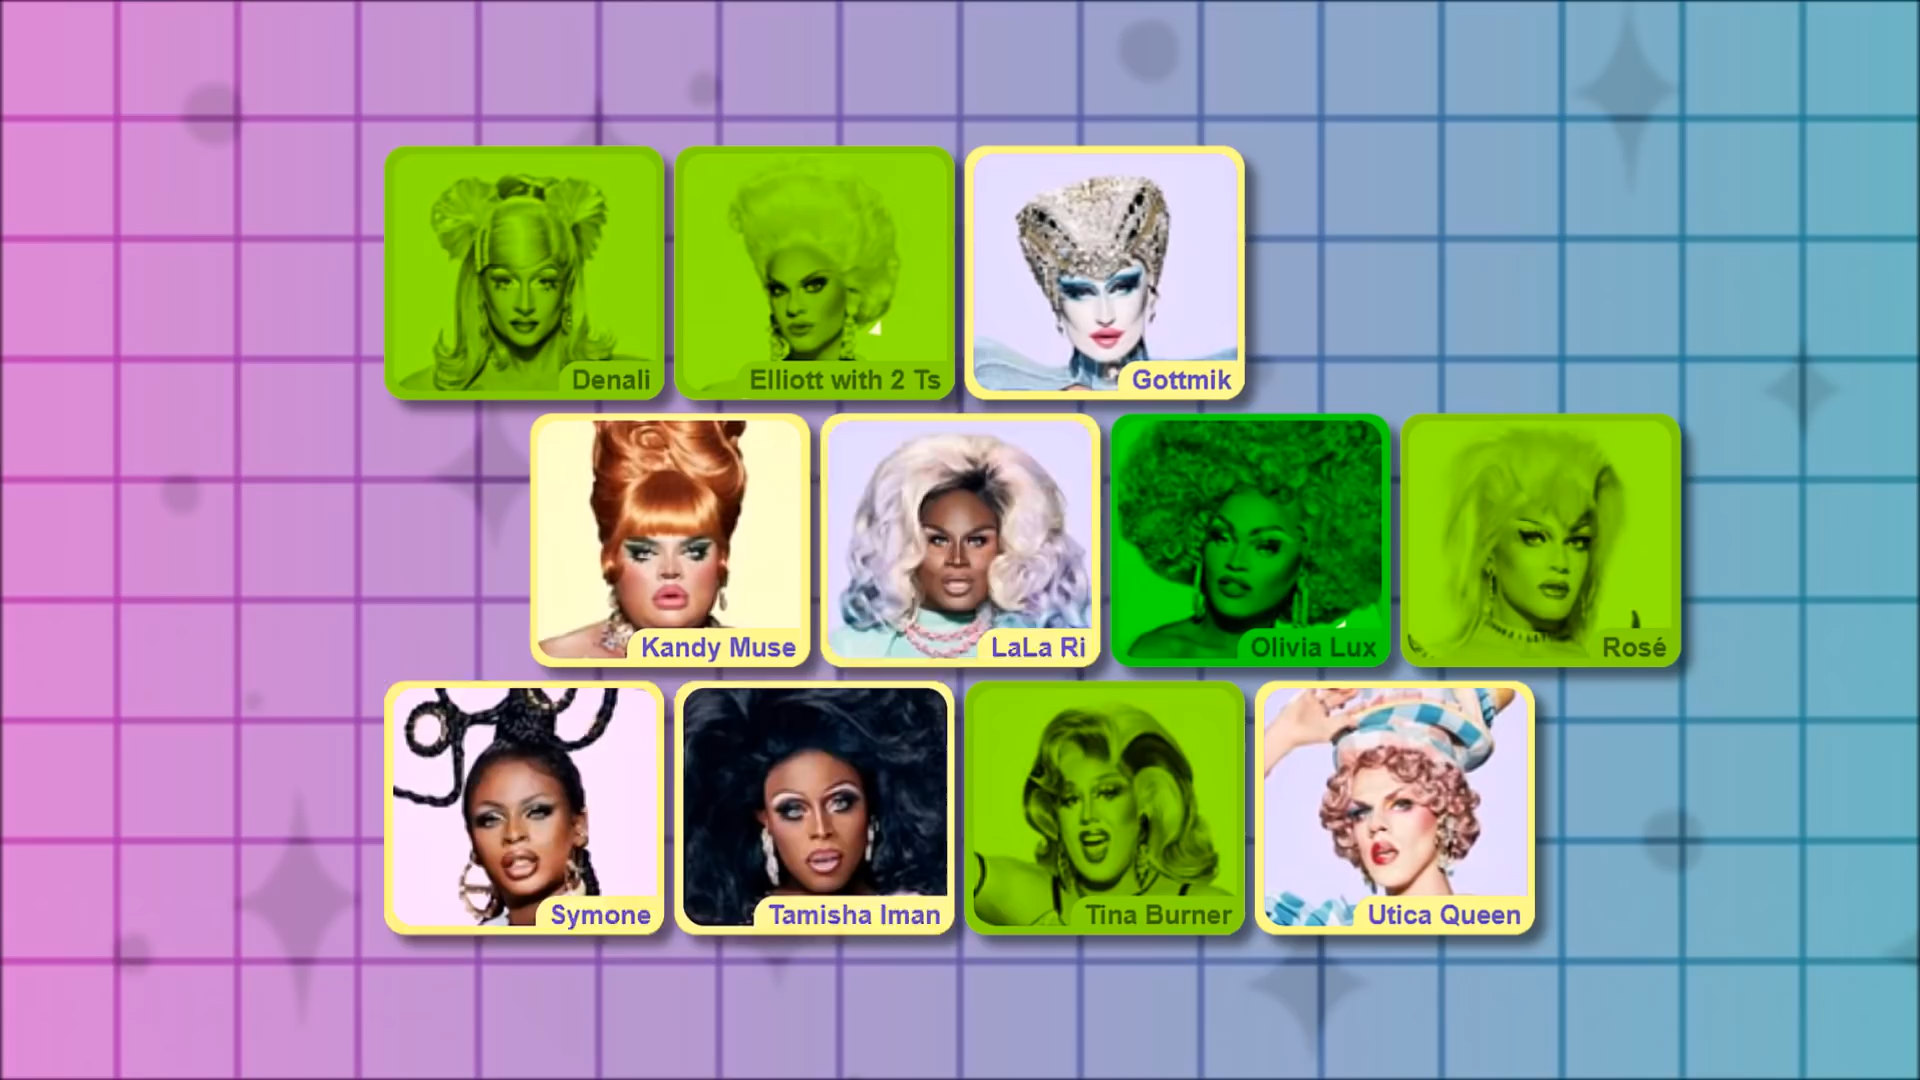 Denali
Elliott with 2 Ts
Gottmik
Kandy Muse
LaLa Ri
Olivia Lux
Rosé
Symone
Tamisha Iman
Tina Burner
Utica Queen